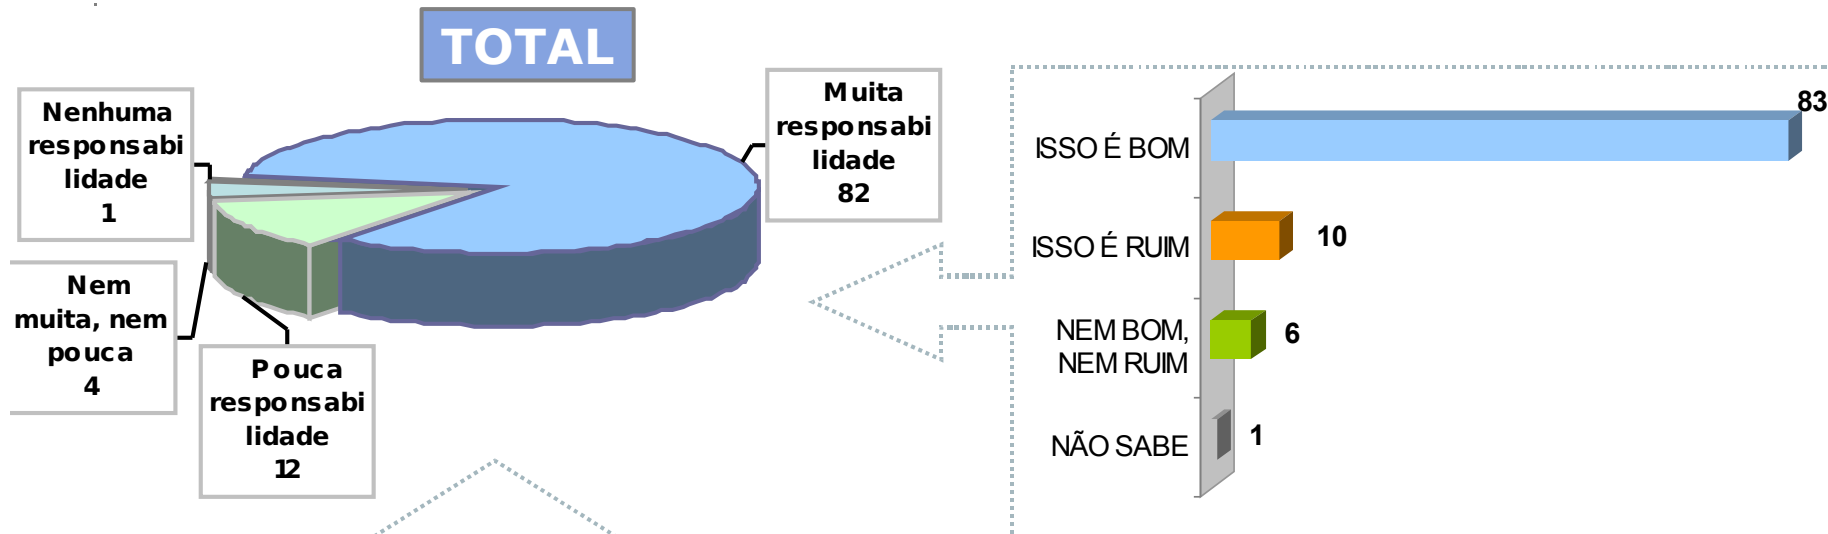 TOTAL
Nenhuma
responsabi
lidade
1
Nem
muita, nem
pouca
4
Pouca
responsabi
lidade
12
Muita
responsabi
lidade
82
ISSO É BOM
83
ISSO É RUIM
10
NEM BOM,
NEM RUIM
6
NÃO SABE
1